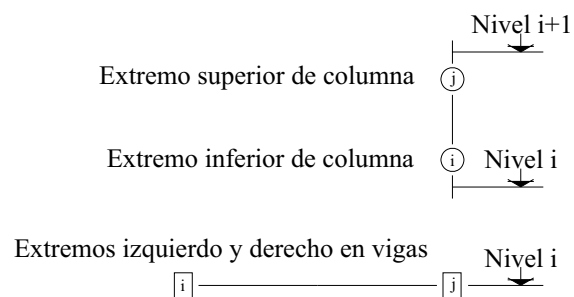 Nivel i+1
Extremo superior de columna
j
Extremo inferior de columna
i
Nivel i
Extremos izquierdo y derecho en vigas
Nivel i
i
j